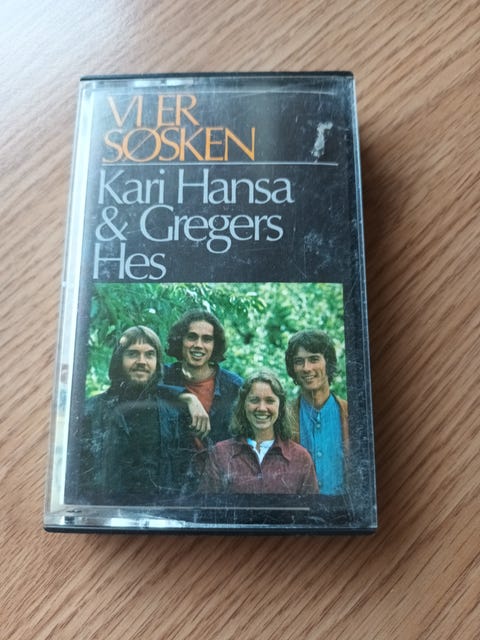 VI ER
SØSKEN
Kari Hansa
& Gregers
Hes